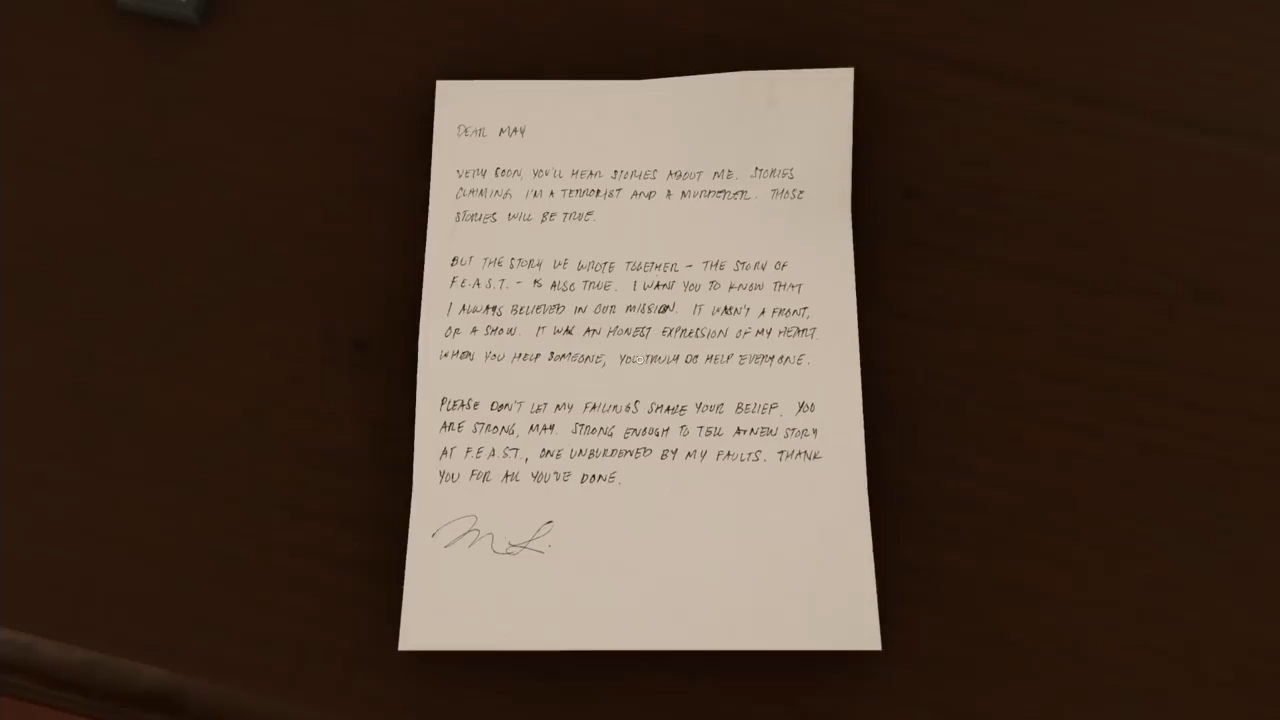 DEAR MAY
VERY SOON, YOU'LL HEAR STORIES ABOUT ME. STORIES
CLAIMING I'M A TERRORIST AND A MURDERER. THOSE
STORIES WILL BE TRUE.
BUT THE STORY WE WROTE TOGETHER - THE STORY OF
F.E.A.S.T. - IS ALSO TRUE. I WANT YOU TO KNOW THAT
I ALWAYS BELIEVED IN OUR MISSION. IT WASN'T A FRONT,
OR A SHOW. IT WAS AN HONEST EXPRESSION OF MY HEART.
WHEN YOU HELP SOMEONE, YOU TRULY DO HELP EVERYONE.
PLEASE DON'T LET MY FAILINGS SHAKE YOUR BELIEF. YOU
ARE STRONG, MAY. STRONG ENOUGH TO TELL A NEW STORY
AT F.E.A.S.T., ONE UNBURDENED BY MY FAULTS. THANK
YOU FOR ALL YOU'VE DONE.
M L.